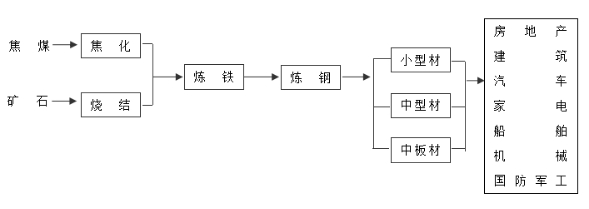 焦煤
焦化
矿石
烧结
炼铁
炼钢
小型材
中型材
中板材
房地产
建筑
汽车
家电
船舶
机械
国防军工